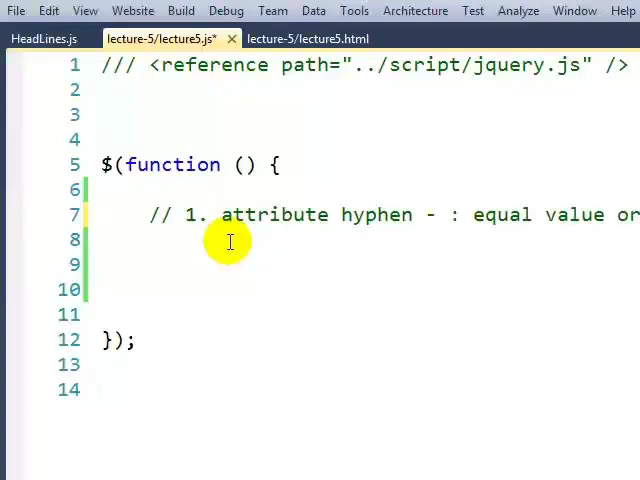 File Edit View Website Build Debug Team Data Tools Architecture Test Analyze Window H
HeadLines.js lecture-5/lecture5.js* × lecture-5/lecture5.html
1 /// <reference path="../script/jquery.js" />
2
3
4
5 $(function () {
6
7 // 1. attribute hyphen - : equal value or
8
9
10
11
12 });
13
14